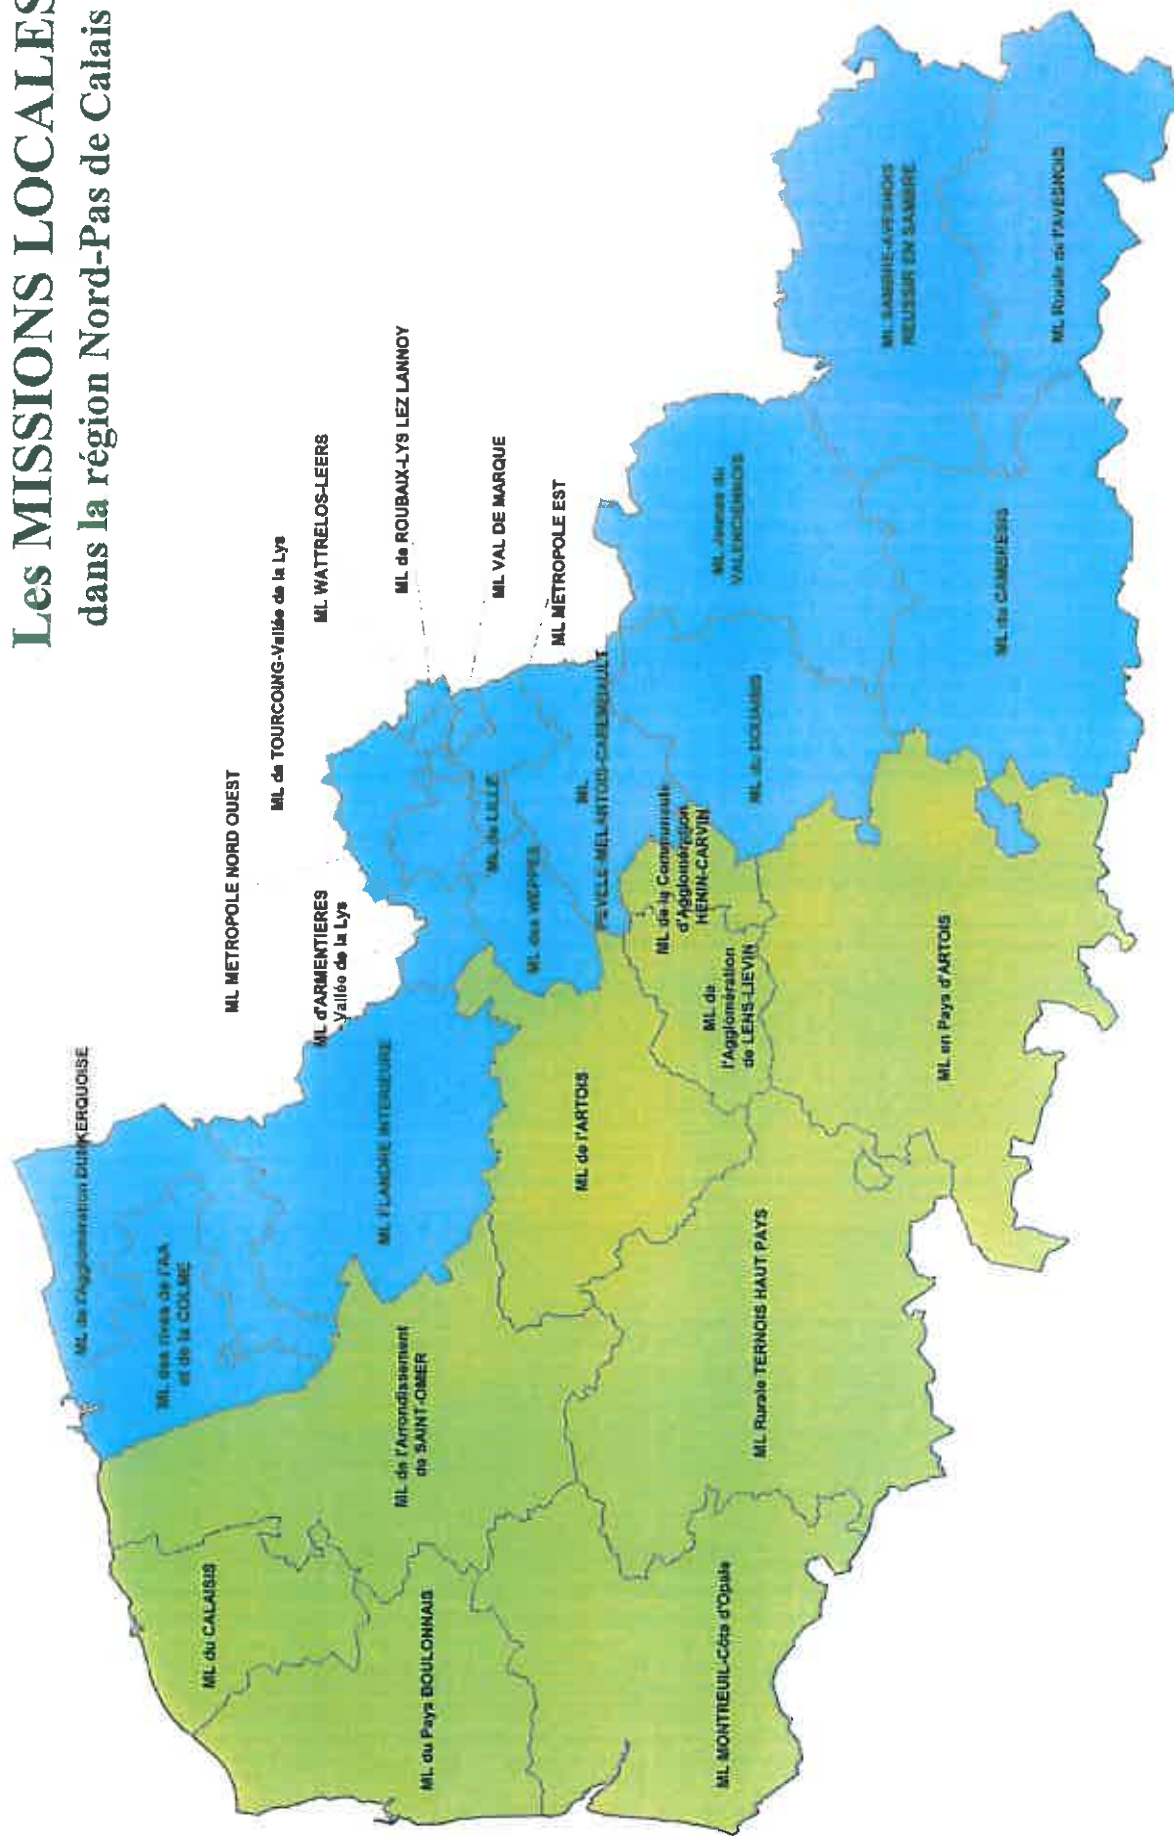 Les MISSIONS LOCALES
dans la région Nord-Pas de Calais
ML de l'Agglomération DUNKERQUOISE
ML des rives de l'AA
et de la COLME
ML du CALAISIS
ML METROPOLE NORD OUEST
ML de TOURCOING-Vallée de la Lys
ML WATTRELOS-LEERS
ML d'ARMENTIERES
-Vallée de la Lys
ML FLANDRE INTERIEURE
ML de l'Arrondissement
de SAINT-OMER
ML du Pays BOULONNAIS
ML de ROUBAIX-LYS LEZ LANNOY
ML VAL DE MARQUE
ML de LILLE
ML des WEPPES
ML METROPOLE EST
ML
PEVELE-MELANTOIS-CAREMBAULT
ML de l'ARTOIS
ML de la Communauté
d'Agglomération
HENIN-CARVIN
ML de
l'Agglomération
de LENS-LIEVIN
ML Jeunes du
VALENCIENNOIS
ML du DOUAISIS
ML Rurale TERNOIS HAUT PAYS
ML MONTREUIL-Côte d'Opale
ML SAMBRE-AVESNOIS
REUSSIR EN SAMBRE
ML en Pays d'ARTOIS
ML du CAMBRESIS
ML Rurale de l'AVESNOIS